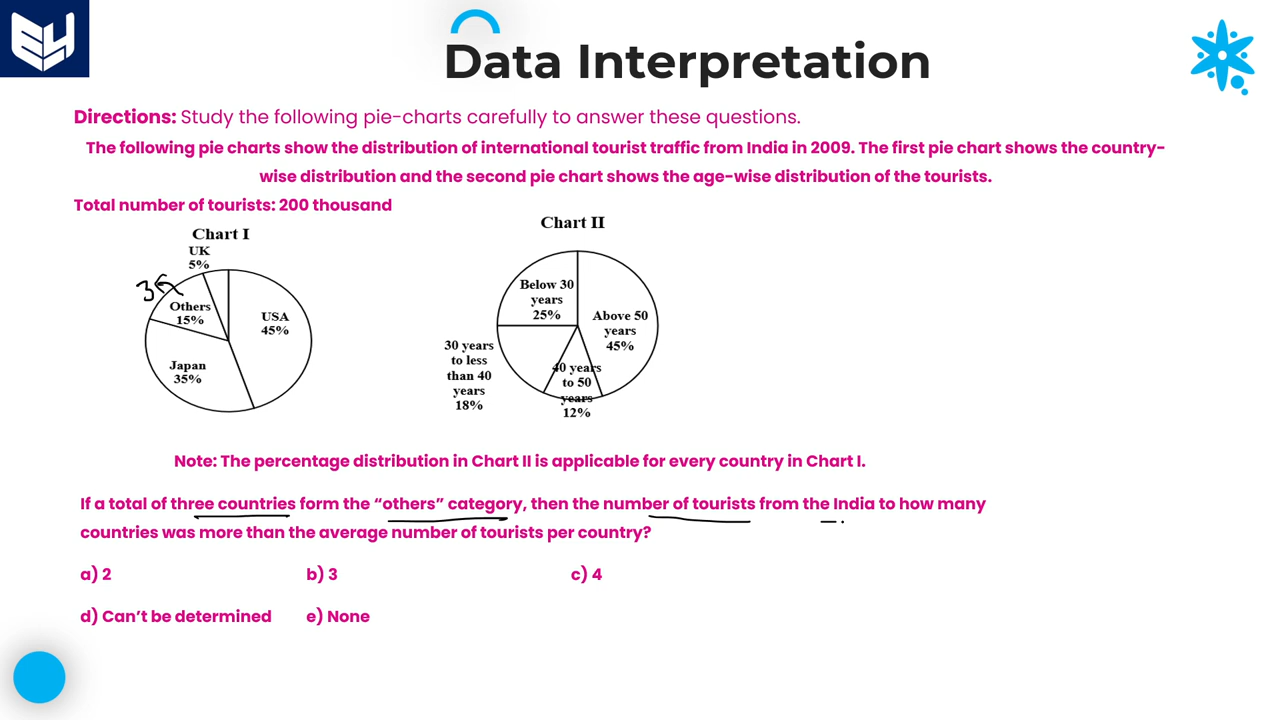 Data Interpretation
Directions: Study the following pie-charts carefully to answer these questions.
The following pie charts show the distribution of international tourist traffic from India in 2009. The first pie chart shows the country-
wise distribution and the second pie chart shows the age-wise distribution of the tourists.
Total number of tourists: 200 thousand
Chart I
UK
5%
3
Others
15%
USA
45%
Japan
35%
Chart II
Below 30
years
25%
Above 50
years
45%
30 years
to less
than 40
years
18%
40 years
to 50
years
12%
Note: The percentage distribution in Chart II is applicable for every country in Chart I.
If a total of three countries form the “others” category, then the number of tourists from the India to how many
countries was more than the average number of tourists per country?
a) 2
b) 3
c) 4
d) Can’t be determined
e) None